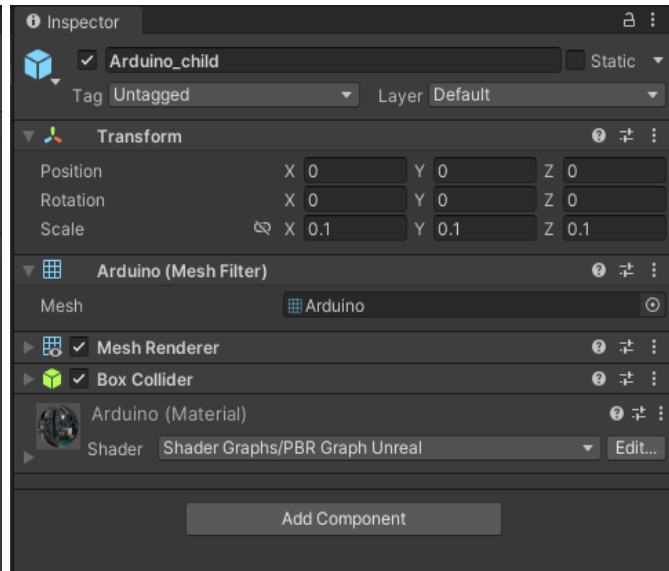 Inspector
Arduino_child Static
Tag Untagged Layer Default
Transform
Position X 0 Y 0 Z 0
Rotation X 0 Y 0 Z 0
Scale X 0.1 Y 0.1 Z 0.1
Arduino (Mesh Filter)
Mesh Arduino
Mesh Renderer
Box Collider
Arduino (Material)
Shader Shader Graphs/PBR Graph Unreal Edit...
Add Component